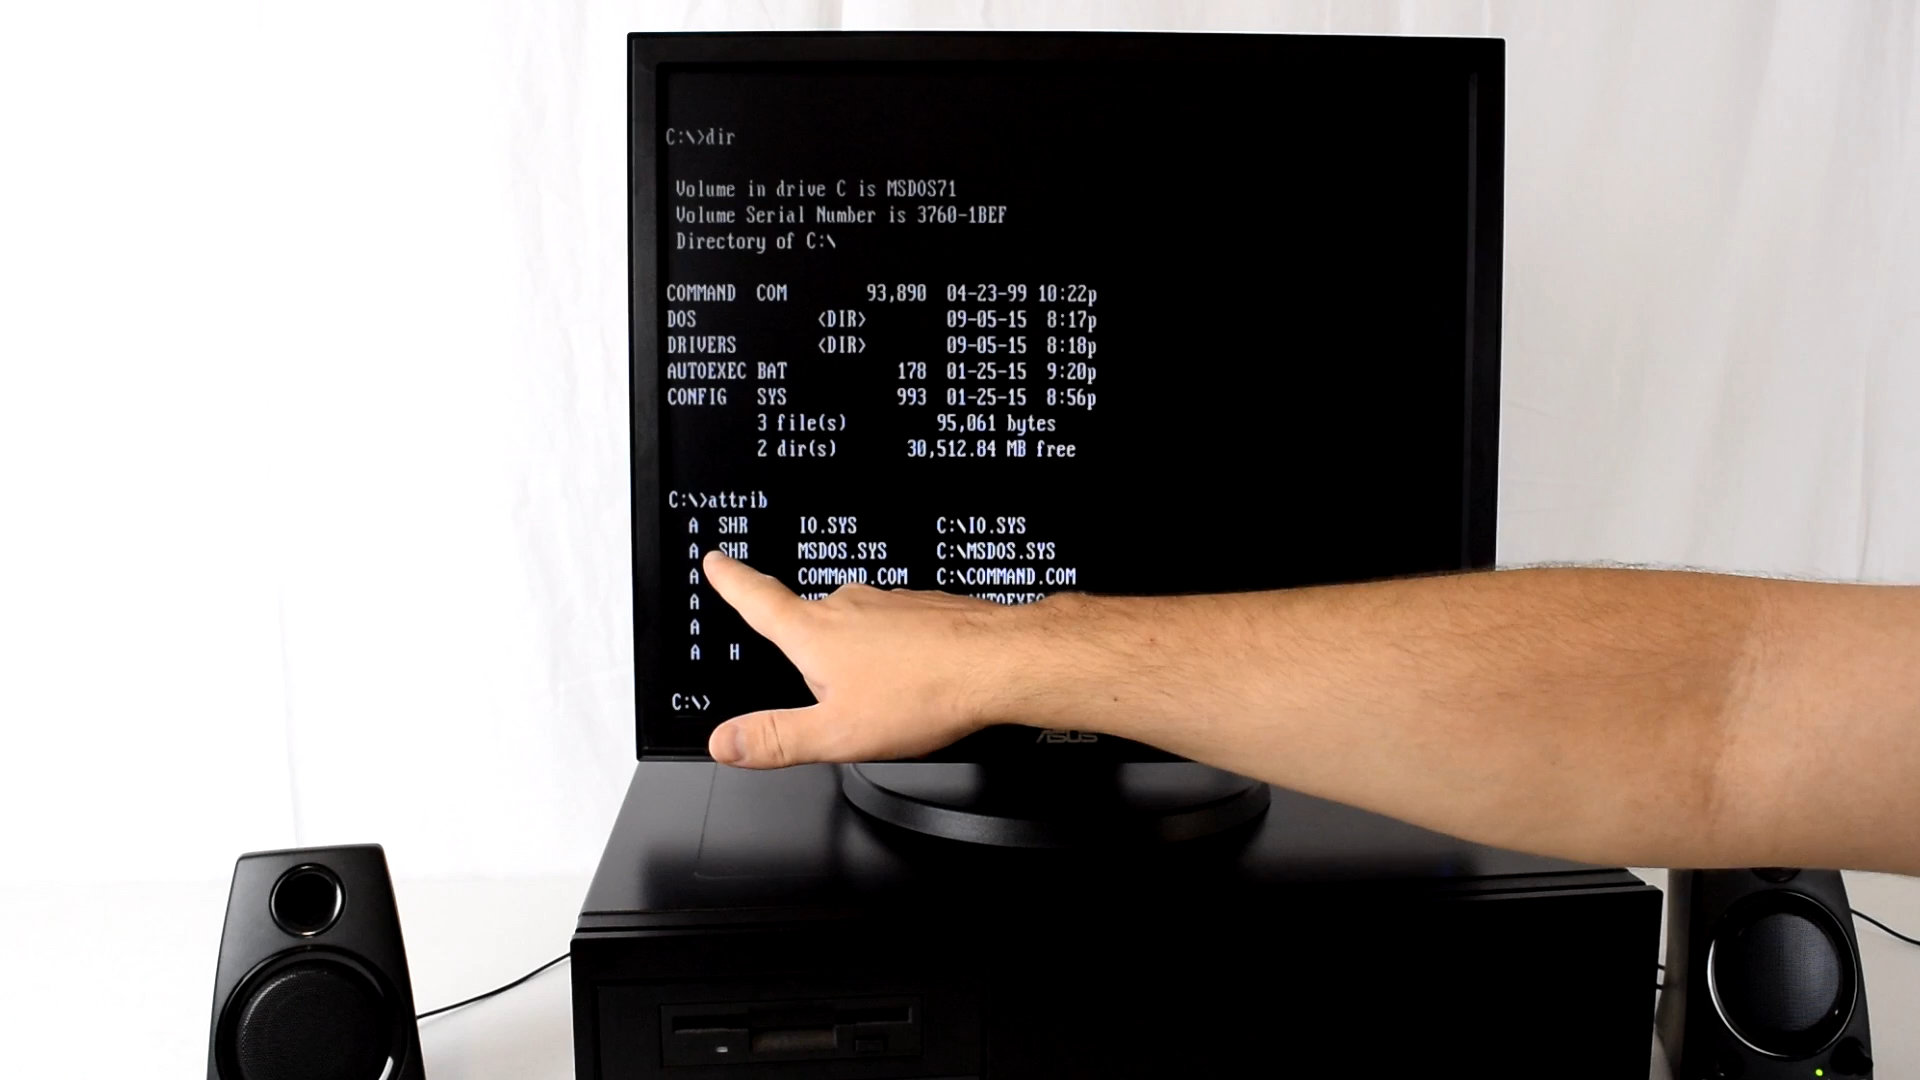 C:\>dir
Volume in drive C is MSDOS71
Volume Serial Number is 3760-1BEF
Directory of C:\
COMMAND COM 93,890 04-23-99 10:22p
DOS <DIR> 09-05-15 8:17p
DRIVERS <DIR> 09-05-15 8:18p
AUTOEXEC BAT 178 01-25-15 9:20p
CONFIG SYS 993 01-25-15 8:56p
3 file(s) 95,061 bytes
2 dir(s) 30,512.84 MB free
C:\>attrib
A SHR IO.SYS C:\IO.SYS
A SHR MSDOS.SYS C:\MSDOS.SYS
A COMMAND.COM C:\COMMAND.COM
A
A
A H
C:\>
ASUS